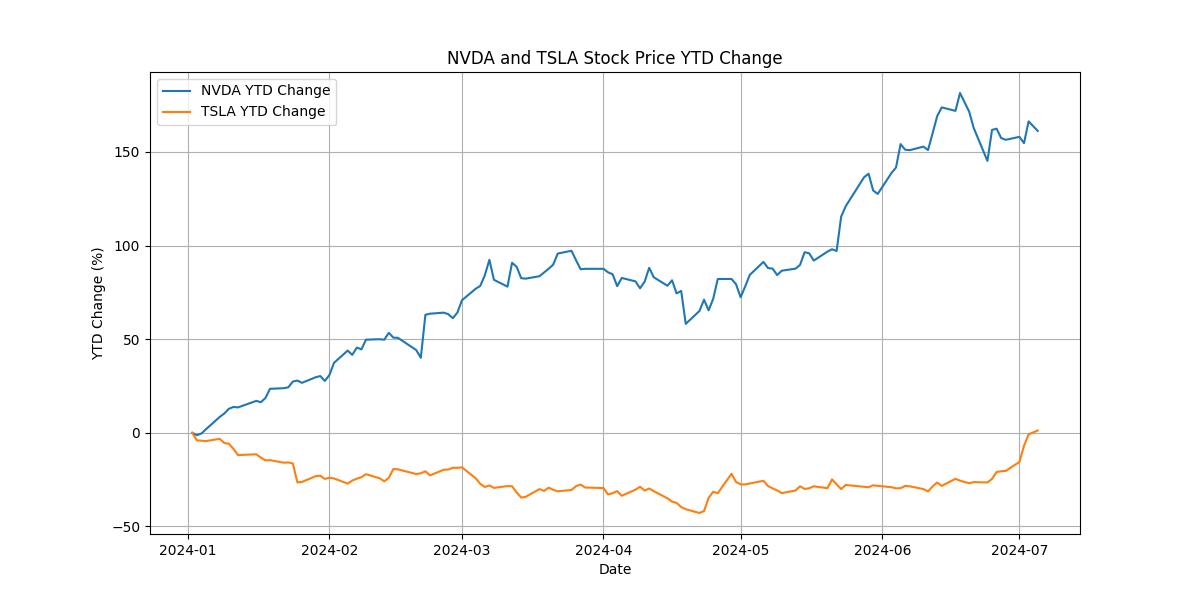 NVDA and TSLA Stock Price YTD Change
NVDA YTD Change
TSLA YTD Change
YTD Change (%)
150
100
50
0
−50
2024-01 2024-02 2024-03 2024-04 2024-05 2024-06 2024-07
Date